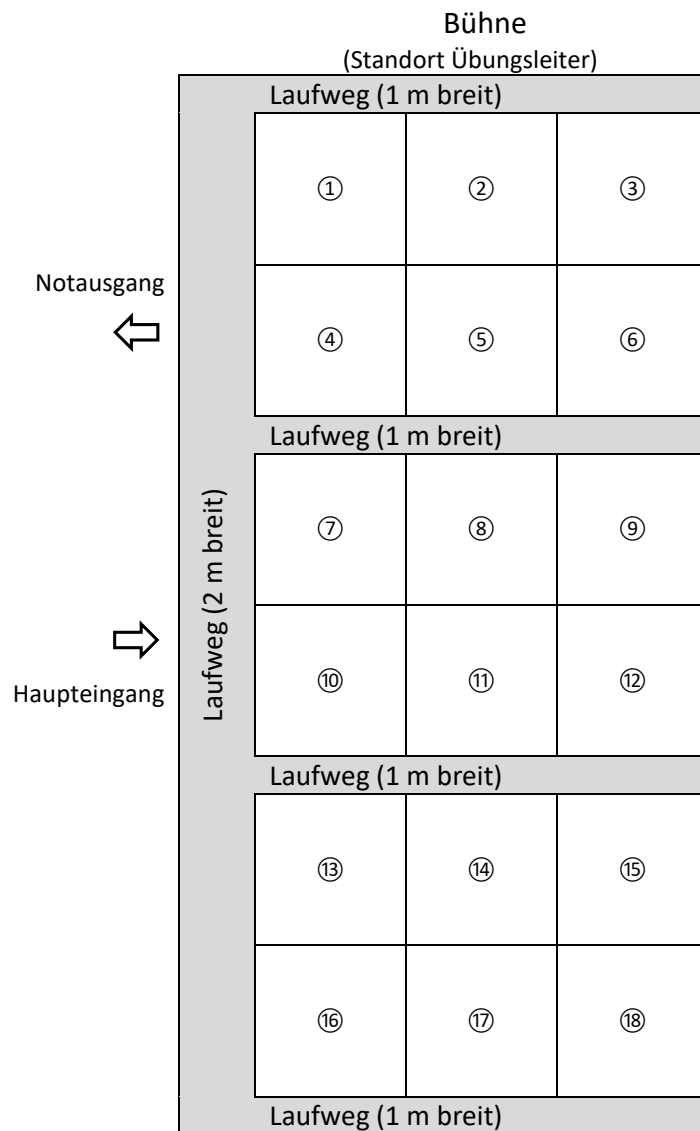 Bühne
(Standort Übungsleiter)
Laufweg (1 m breit)
① ② ③
Notausgang
④ ⑤ ⑥
Laufweg (1 m breit)
Laufweg (2 m breit)
⑦ ⑧ ⑨
Haupteingang
⑩ ⑪ ⑫
Laufweg (1 m breit)
⑬ ⑭ ⑮
⑯ ⑰ ⑱
Laufweg (1 m breit)